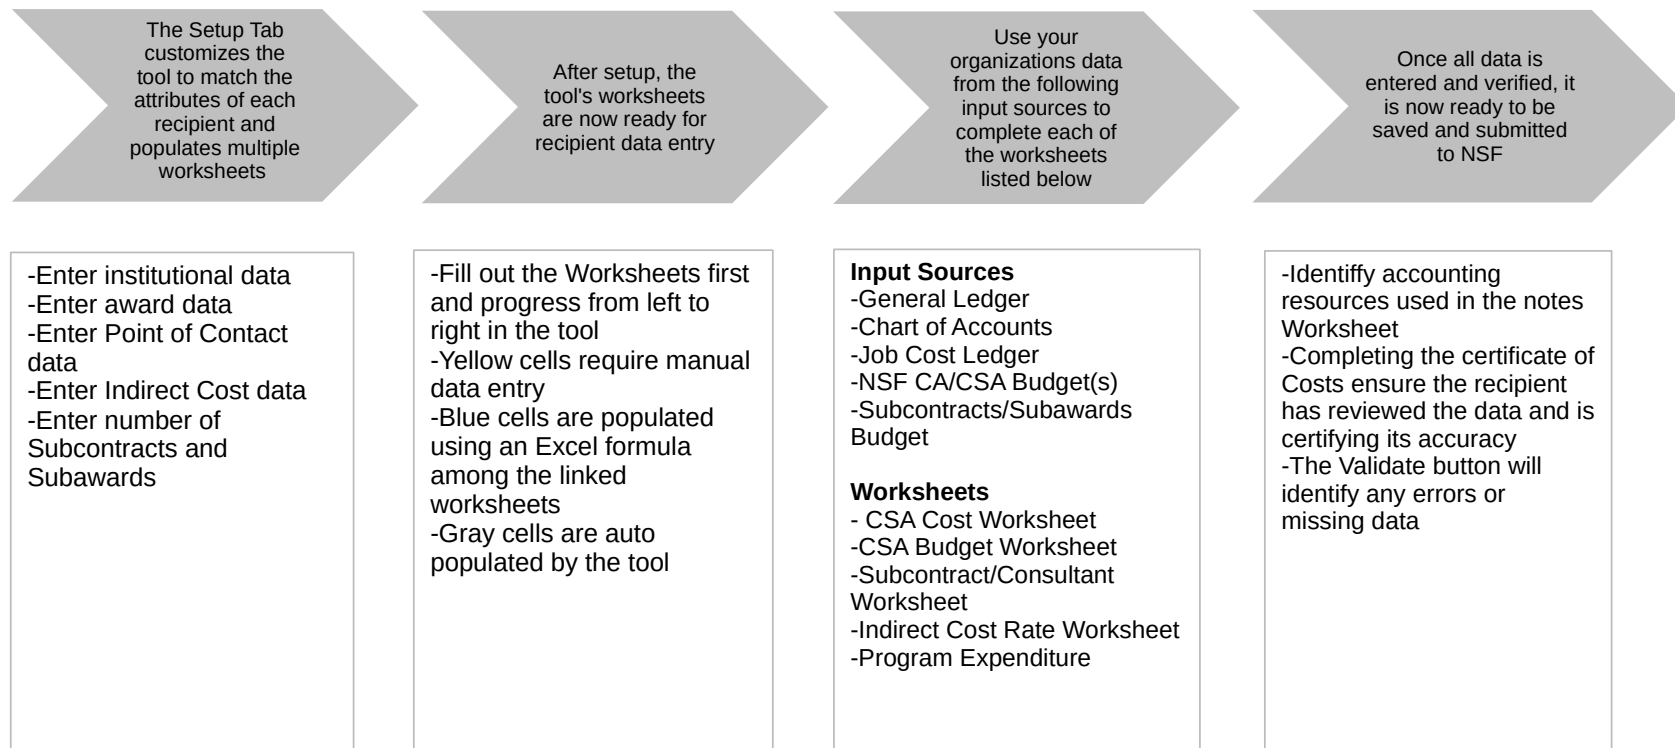 The Setup Tab
customizes the
tool to match the
attributes of each
recipient and
populates multiple
worksheets
After setup, the
tool's worksheets
are now ready for
recipient data entry
Use your
organizations data
from the following
input sources to
complete each of
the worksheets
listed below
Once all data is
entered and verified, it
is now ready to be
saved and submitted
to NSF
-Enter institutional data
-Enter award data
-Enter Point of Contact
data
-Enter Indirect Cost data
-Enter number of
Subcontracts and
Subawards
-Fill out the Worksheets first
and progress from left to
right in the tool
-Yellow cells require manual
data entry
-Blue cells are populated
using an Excel formula
among the linked
worksheets
-Gray cells are auto
populated by the tool
Input Sources
-General Ledger
-Chart of Accounts
-Job Cost Ledger
-NSF CA/CSA Budget(s)
-Subcontracts/Subawards
Budget
Worksheets
- CSA Cost Worksheet
-CSA Budget Worksheet
-Subcontract/Consultant
Worksheet
-Indirect Cost Rate Worksheet
-Program Expenditure
-Identiffy accounting
resources used in the notes
Worksheet
-Completing the certificate of
Costs ensure the recipient
has reviewed the data and is
certifying its accuracy
-The Validate button will
identify any errors or
missing data